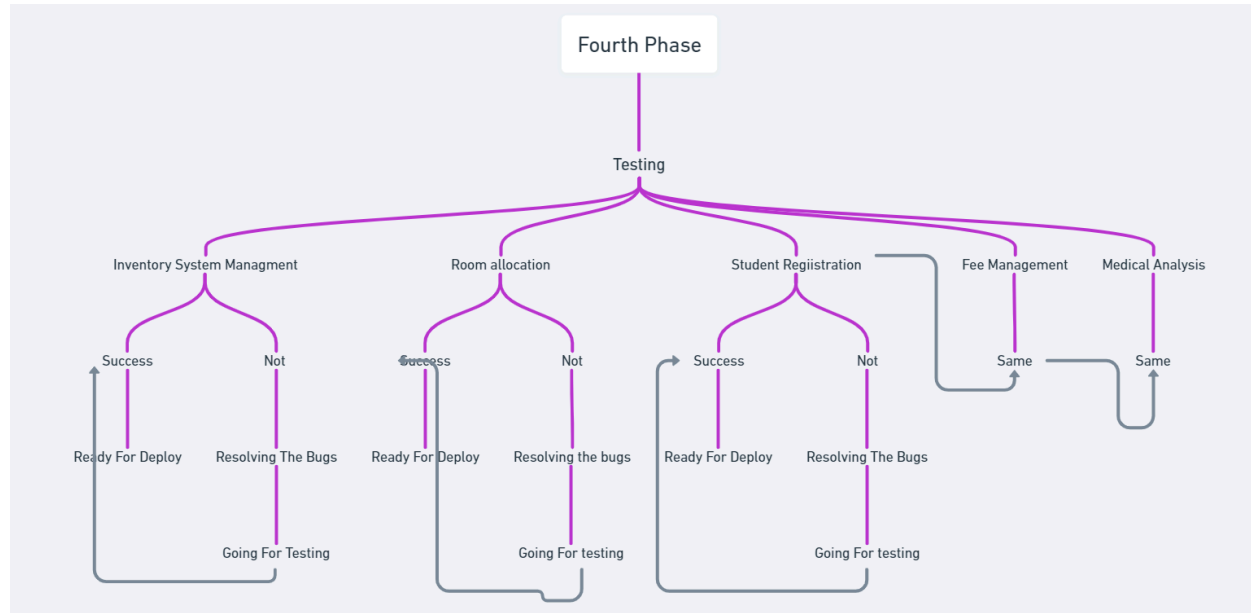 Fourth Phase
Testing
Inventory System Managment
Room allocation
Student Regiistration
Fee Management
Medical Analysis
Success
Not
Success
Not
Success
Not
Same
Same
Ready For Deploy
Resolving The Bugs
Ready For Deploy
Resolving the bugs
Ready For Deploy
Resolving The Bugs
Going For Testing
Going For testing
Going For testing